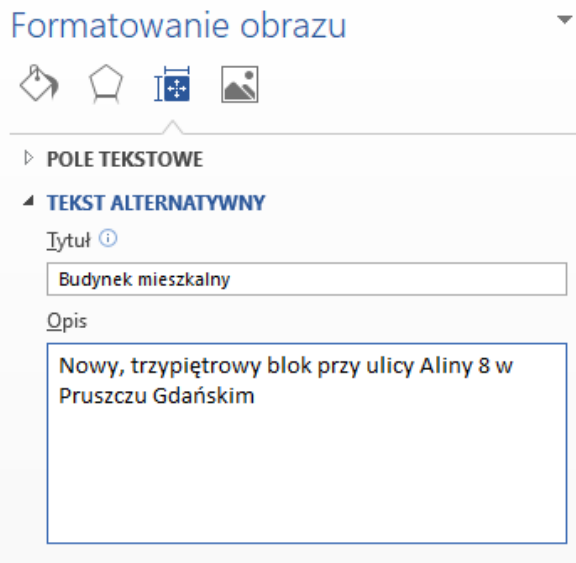 Formatowanie obrazu
POLE TEKSTOWE
TEKST ALTERNATYWNY
Tytuł
Budynek mieszkalny
Opis
Nowy, trzypiętrowy blok przy ulicy Aliny 8 w
Pruszczu Gdańskim